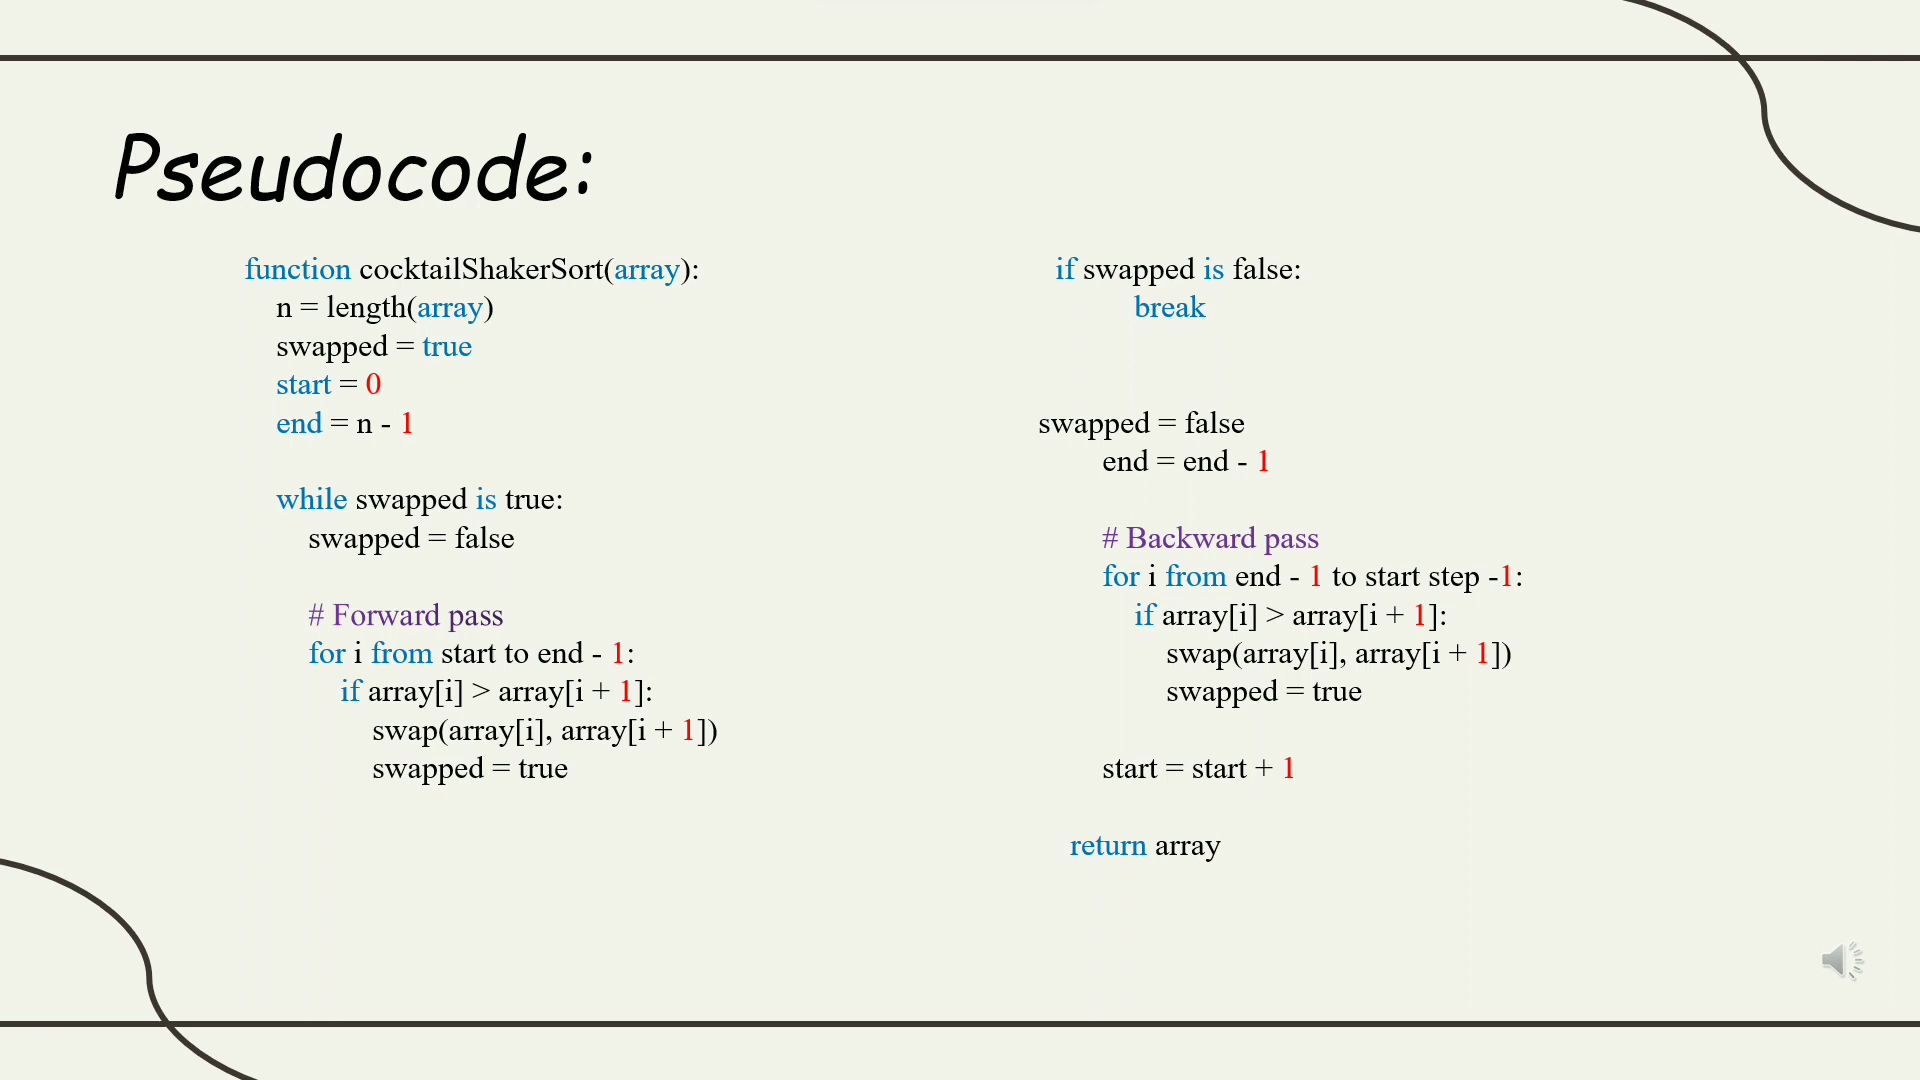 Pseudocode:
function cocktailShakerSort(array):
n = length(array)
swapped = true
start = 0
end = n - 1
while swapped is true:
swapped = false
# Forward pass
for i from start to end - 1:
if array[i] > array[i + 1]:
swap(array[i], array[i + 1])
swapped = true
if swapped is false:
break
swapped = false
end = end - 1
# Backward pass
for i from end - 1 to start step -1:
if array[i] > array[i + 1]:
swap(array[i], array[i + 1])
swapped = true
start = start + 1
return array